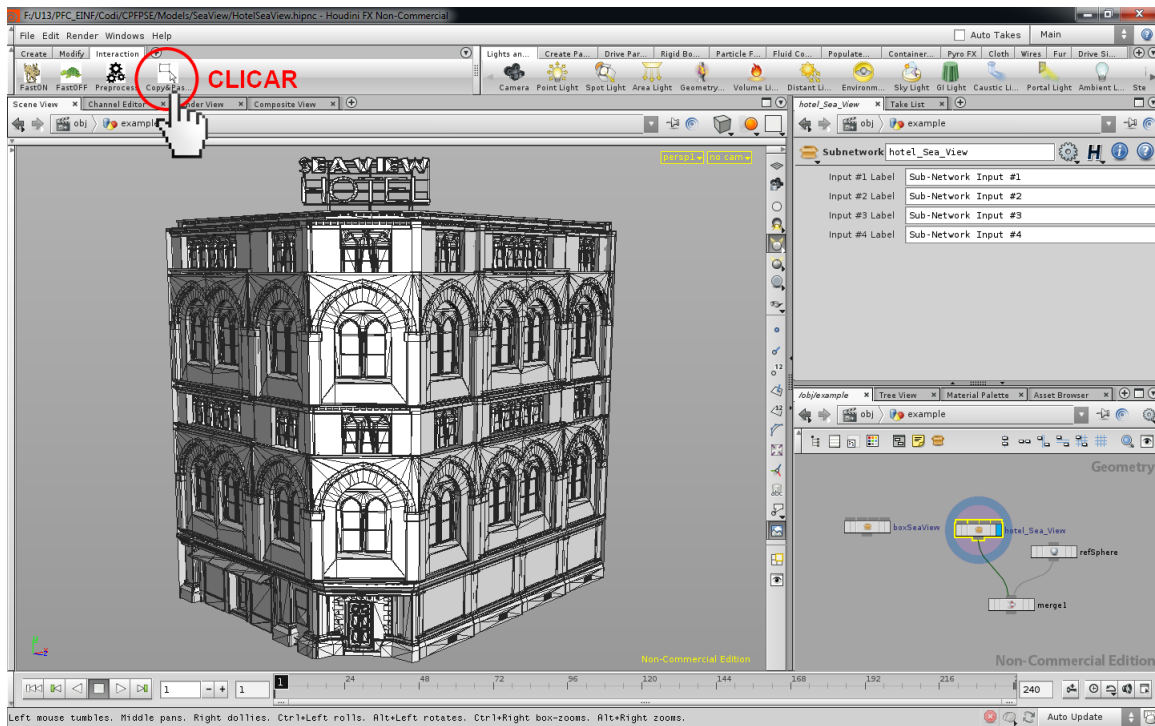 F:/U13/PFC_EINF/Codi/CPFPSE/Models/SeaView/HotelSeaView.hipnc - Houdini FX Non-Commercial
File Edit Render Windows Help
Auto Takes Main
Create Modify Interaction
Lights an... Create Pa... Drive Par... Rigid Bo... Particle F... Fluid Co... Populate... Container... Pyro FX Cloth Wires Fur Drive Si...
FastON FastOFF Preprocess Copy&Pas...
CLICAR
Camera Point Light Spot Light Area Light Geometry... Volume Li... Distant Li... Environm... Sky Light GI Light Caustic Li... Portal Light Ambient L... Ste
Scene View Channel Editor Render View Composite View
hotel_Sea_View Take List
obj example
obj example
persp1 no cam
Subnetwork hotel_Sea_View
Input #1 Label Sub-Network Input #1
Input #2 Label Sub-Network Input #2
Input #3 Label Sub-Network Input #3
Input #4 Label Sub-Network Input #4
SEAVIEW
HOTEL
12
12
abc
/obj/example Tree View Material Palette Asset Browser
obj example
Geometry
boxSeaView
hotel_Sea_View
refSphere
merge1
Non-Commercial Edition
Non-Commercial Edition
1 - + 1
1 24 48 72 96 120 144 168 192 216
240
Left mouse tumbles. Middle pans. Right dollies. Ctrl+Left rolls. Alt+Left rotates. Ctrl+Right box-zooms. Alt+Right zooms.
Auto Update